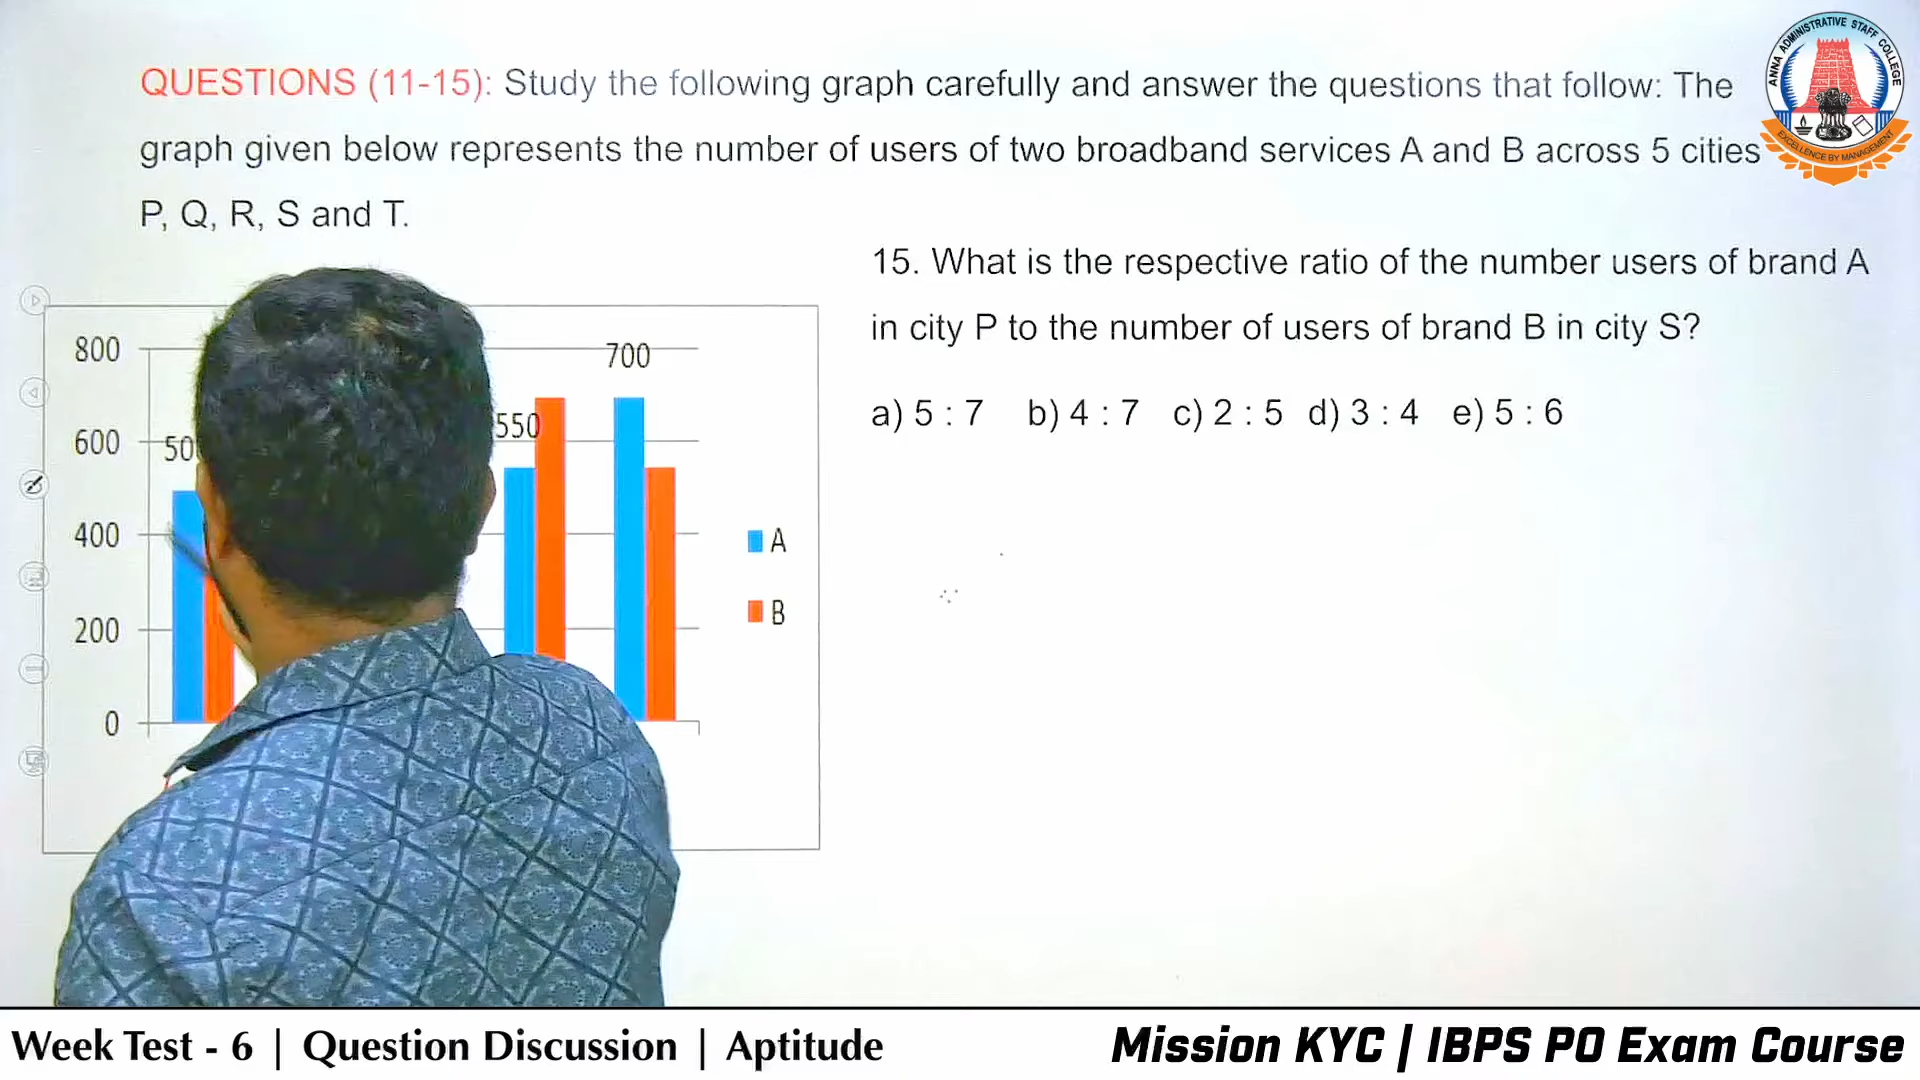 QUESTIONS (11-15): Study the following graph carefully and answer the questions that follow: The
graph given below represents the number of users of two broadband services A and B across 5 cities
P, Q, R, S and T.
15. What is the respective ratio of the number users of brand A
in city P to the number of users of brand B in city S?
a) 5 : 7 b) 4 : 7 c) 2 : 5 d) 3 : 4 e) 5 : 6
800
600
400
200
0
550
700
A
B
ANNA ADMINISTRATIVE STAFF COLLEGE
EXCELLENCE BY MANAGEMENT
Week Test - 6 | Question Discussion | Aptitude
Mission KYC | IBPS PO Exam Course